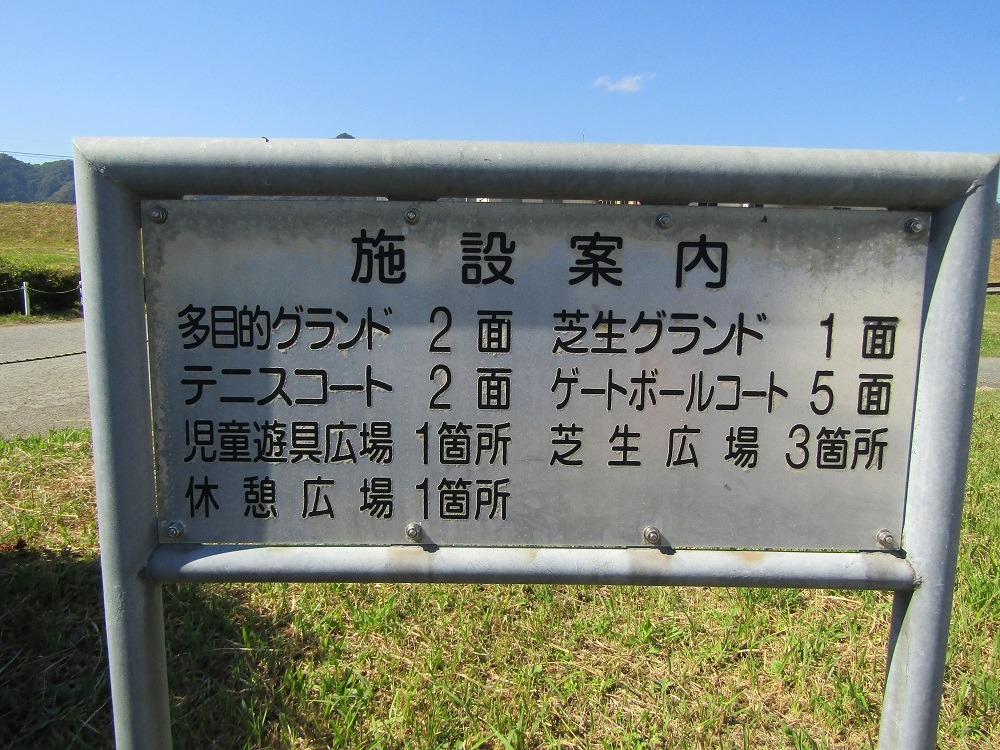 施設案内
多目的グランド 2面 芝生グランド 1面
テニスコート 2面 ゲートボールコート 5面
児童遊具広場 1箇所 芝生広場 3箇所
休憩広場 1箇所